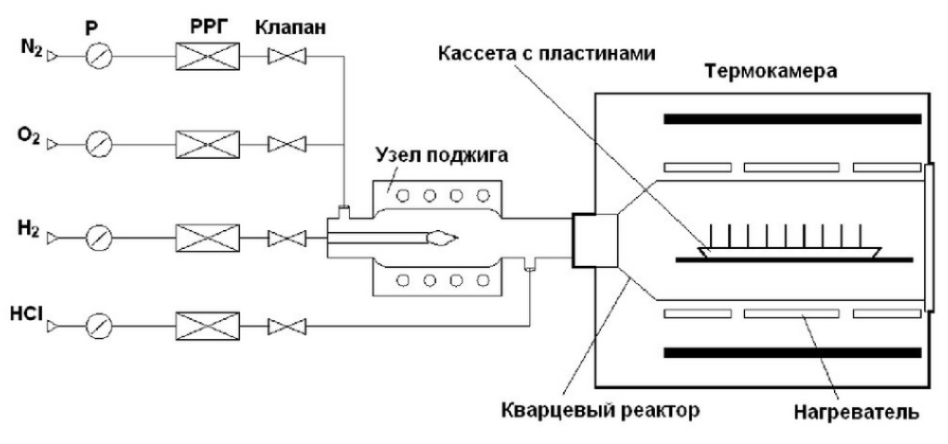 P РРГ Клапан
N2
O2
H2
HCl
Узел поджига
Кассета с пластинами
Термокамера
Кварцевый реактор
Нагреватель